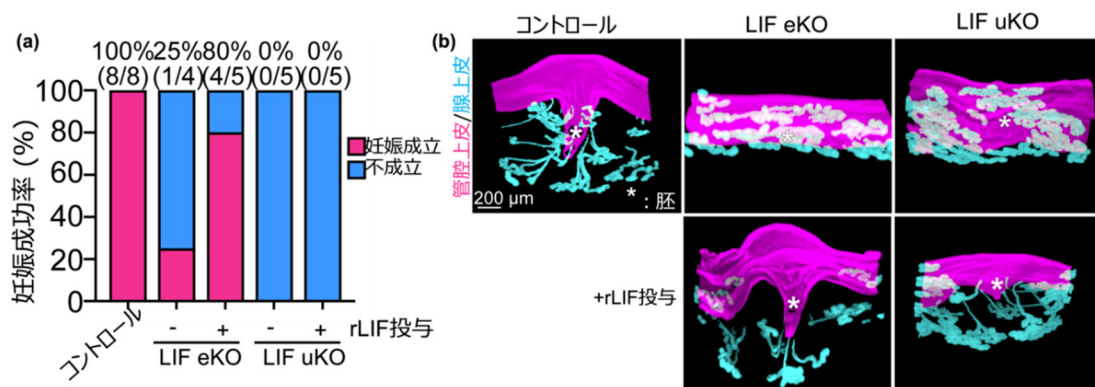 (a)
100% 25% 80% 0% 0%
(8/8) (1/4) (4/5) (0/5) (0/5)
妊娠成功率 (%)
100
80
60
40
20
0
妊娠成立
不成立
コントロール
- + - + rLIF投与
LIF eKO LIF uKO
(b)
コントロール LIF eKO LIF uKO
管腔上皮/腺上皮
*
*
*
200 µm
* : 胚
+rLIF投与
*
*